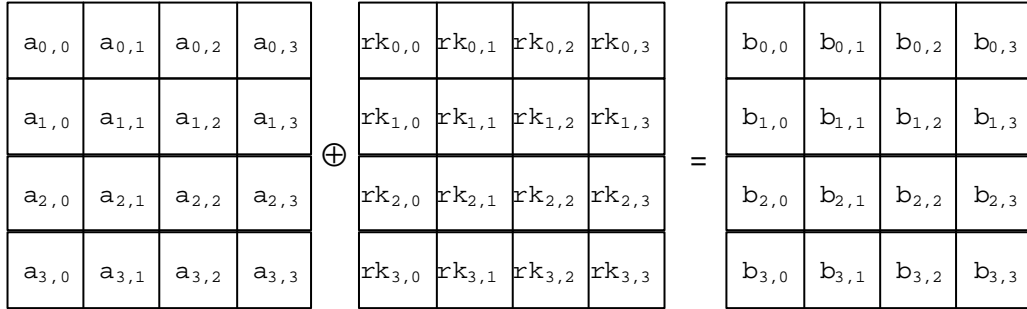 a0,0 a0,1 a0,2 a0,3 rk0,0 rk0,1 rk0,2 rk0,3 b0,0 b0,1 b0,2 b0,3
a1,0 a1,1 a1,2 a1,3 rk1,0 rk1,1 rk1,2 rk1,3 b1,0 b1,1 b1,2 b1,3
⊕ =
a2,0 a2,1 a2,2 a2,3 rk2,0 rk2,1 rk2,2 rk2,3 b2,0 b2,1 b2,2 b2,3
a3,0 a3,1 a3,2 a3,3 rk3,0 rk3,1 rk3,2 rk3,3 b3,0 b3,1 b3,2 b3,3